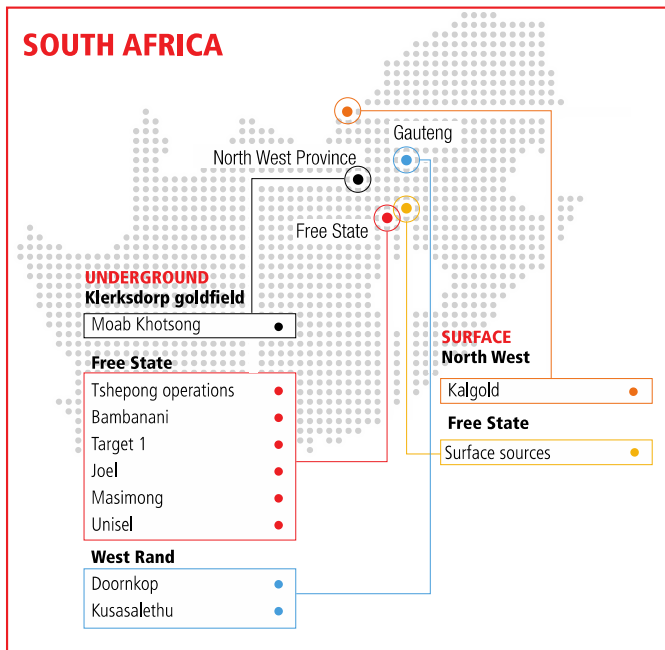 SOUTH AFRICA
Gauteng
North West Province
Free State
UNDERGROUND
Klerksdorp goldfield
Moab Khotsong
Free State
Tshepong operations
Bambanani
Target 1
Joel
Masimong
Unisel
West Rand
Doornkop
Kusasalethu
SURFACE
North West
Kalgold
Free State
Surface sources